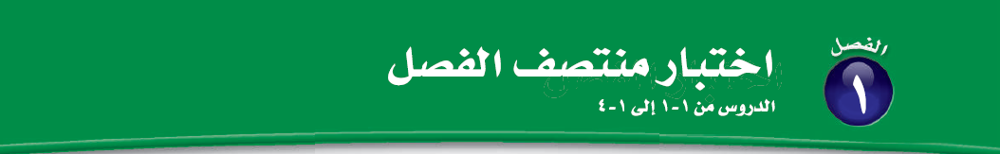 الفصل
١
اختبار منتصف الفصل
الدروس من ١-١ إلى ١-٤